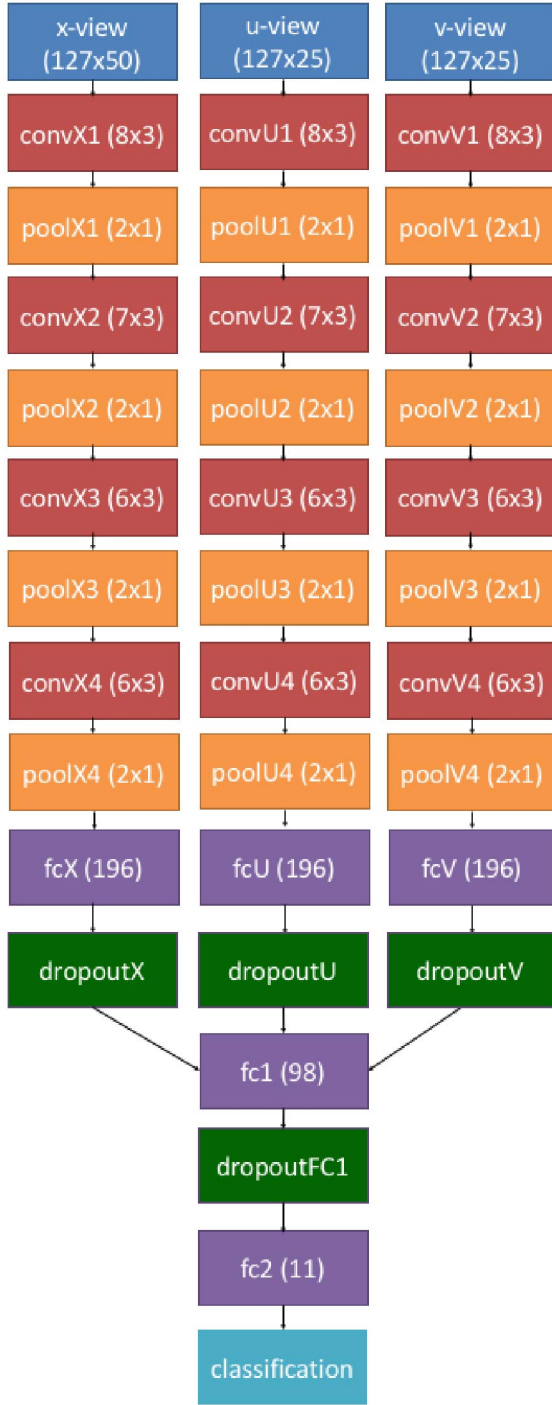 x-view
(127x50)
u-view
(127x25)
v-view
(127x25)
convX1 (8x3)
convU1 (8x3)
convV1 (8x3)
poolX1 (2x1)
poolU1 (2x1)
poolV1 (2x1)
convX2 (7x3)
convU2 (7x3)
convV2 (7x3)
poolX2 (2x1)
poolU2 (2x1)
poolV2 (2x1)
convX3 (6x3)
convU3 (6x3)
convV3 (6x3)
poolX3 (2x1)
poolU3 (2x1)
poolV3 (2x1)
convX4 (6x3)
convU4 (6x3)
convV4 (6x3)
poolX4 (2x1)
poolU4 (2x1)
poolV4 (2x1)
fcX (196)
fcU (196)
fcV (196)
dropoutX
dropoutU
dropoutV
fc1 (98)
dropoutFC1
fc2 (11)
classification